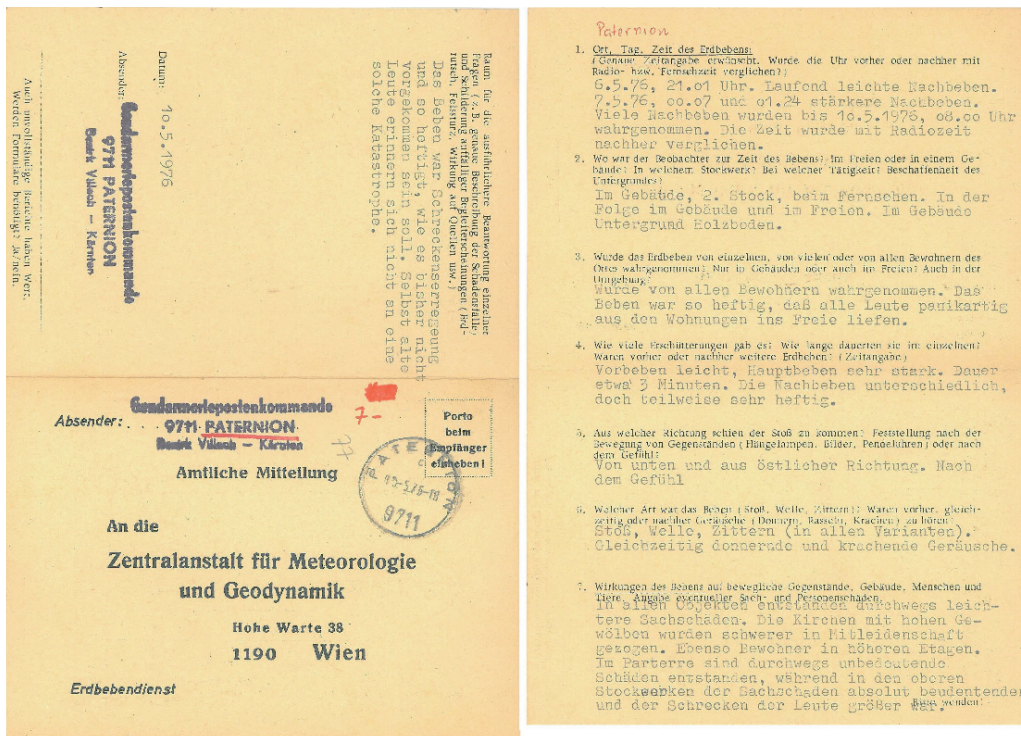 Raum für die ausführlichere Beantwortung einzelner
Fragen (z.B. genaue Beschreibung der Schadensfälle
und Schilderung auffälliger Begleiterscheinungen (Berg-
rutsch, Felssturz, Wirkung auf Quellen usw.)
Das Beben war Schreckenserregeung
und so heftigt, wie es bisher nicht
vorgekommen sein soll. Selbst alte
Leute erinnern sich nicht an eine
solche Katastrophe.
Datum: 10.5.1976
Absender: Gendarmeriepostenkommando
9711 PATERNION
Bezirk Villach – Kärnten
Auch unvollständige Berichte haben Wert.
Werden Formulare benötigt? Ja/nein.
Absender: Gendarmeriepostenkommando
9711 PATERNION
Bezirk Villach – Kärnten
7-
77
Porto
beim
Empfänger
einheben!
PATERNION
9711
Amtliche Mitteilung
An die
Zentralanstalt für Meteorologie
und Geodynamik
Hohe Warte 38
1190 Wien
Erdbebendienst
Paternion
1. Ort, Tag, Zeit des Erdbebens:
(Genaue Zeitangabe erwünscht. Wurde die Uhr vorher oder nachher mit
Radio- bzw. Fernsehzeit verglichen?)
6.5.76, 21.01 Uhr. Laufend leichte Nachbeben.
7.5.76, 00.07 und 01.24 stärkere Nachbeben.
Viele Nachbeben wurden bis 10.5.1976, 08.00 Uhr
wahrgenommen. Die Zeit wurde mit Radiozeit
nachher verglichen.
2. Wo war der Beobachter zur Zeit des Bebens? Im Freien oder in einem Ge-
bäude? In welchem Stockwerk? Bei welcher Tätigkeit? Beschaffenheit des
Untergrundes?
Im Gebäude, 2. Stock, beim Fernsehen. In der
Folge im Gebäude und im Freien. Im Gebäude
Untergrund Holzboden.
3. Wurde das Erdbeben von einzelnen, von vielen oder von allen Bewohnern des
Ortes wahrgenommen? Nur in Gebäuden oder auch im Freien? Auch in der
Umgebung?
Wurde von allen Bewohnern wahrgenommen. Das
Beben war so heftig, daß alle Leute panikartig
aus den Wohnungen ins Freie liefen.
4. Wie viele Erschütterungen gab es? Wie lange dauerten sie im einzelnen?
Waren vorher oder nachher weitere Erdbeben? (Zeitangabe)
Vorbeben leicht, Hauptbeben sehr stark. Dauer
etwa 3 Minuten. Die Nachbeben unterschiedlich,
doch teilweise sehr heftig.
5. Aus welcher Richtung schien der Stoß zu kommen? Feststellung nach der
Bewegung von Gegenständen (Hängelampen, Bilder, Pendeluhren) oder nach
dem Gefühl?
Von unten und aus östlicher Richtung. Nach
dem Gefühl
6. Welcher Art war das Beben (Stoß, Welle, Zittern)? Waren vorher, gleich-
zeitig oder nachher Geräusche (Donnern, Rasseln, Krachen) zu hören?
Stoß, Welle, Zittern (in allen Varianten).
Gleichzeitig donnernde und krachende Geräusche.
7. Wirkungen des Bebens auf bewegliche Gegenstände, Gebäude, Menschen und
Tiere, Angabe eventueller Sach- und Personenschäden.
In allen Objekten entstanden durchwegs leich-
tere Sachschäden. Die Kirchen mit hohen Ge-
wölben wurden schwerer in Mitleidenschaft
gezogen. Ebenso Bewohner in höheren Etagen.
Im Parterre sind durchwegs unbedeutende
Schäden entstanden, während in den oberen
Stockwerken der Sachschaden absolut beudentender
und der Schrecken der Leute größer war.
Bitte wenden!